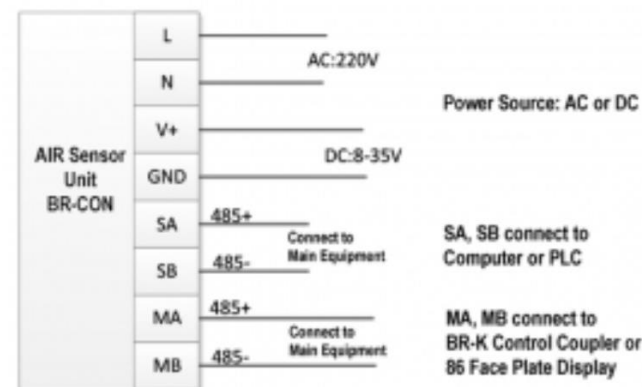 L
AC:220V
N
Power Source: AC or DC
V+
DC:8-35V
AIR Sensor
Unit
BR-CON
GND
SA
485+
Connect to
Main Equipment
SB
485-
SA, SB connect to
Computer or PLC
MA
485+
Connect to
Main Equipment
MB
485-
MA, MB connect to
BR-K Control Coupler or
86 Face Plate Display